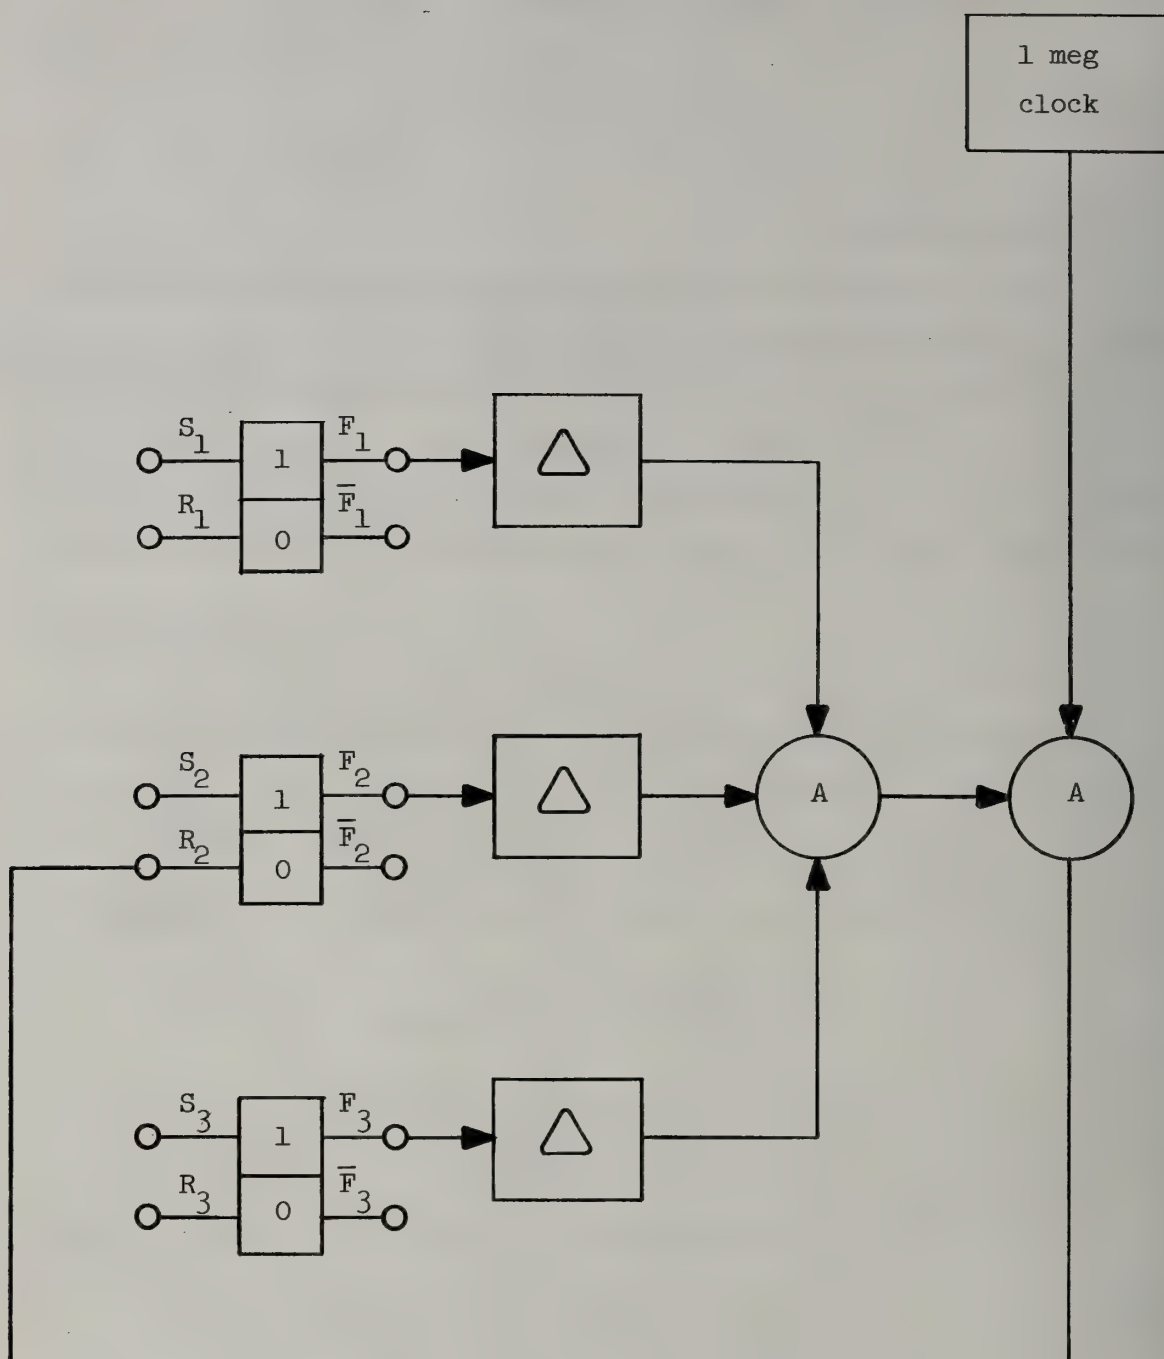 1 meg
clock
S₁ 1 F₁
R₁ 0 F̅₁
S₂ 1 F₂
R₂ 0 F̅₂
A A
S₃ 1 F₃
R₃ 0 F̅₃